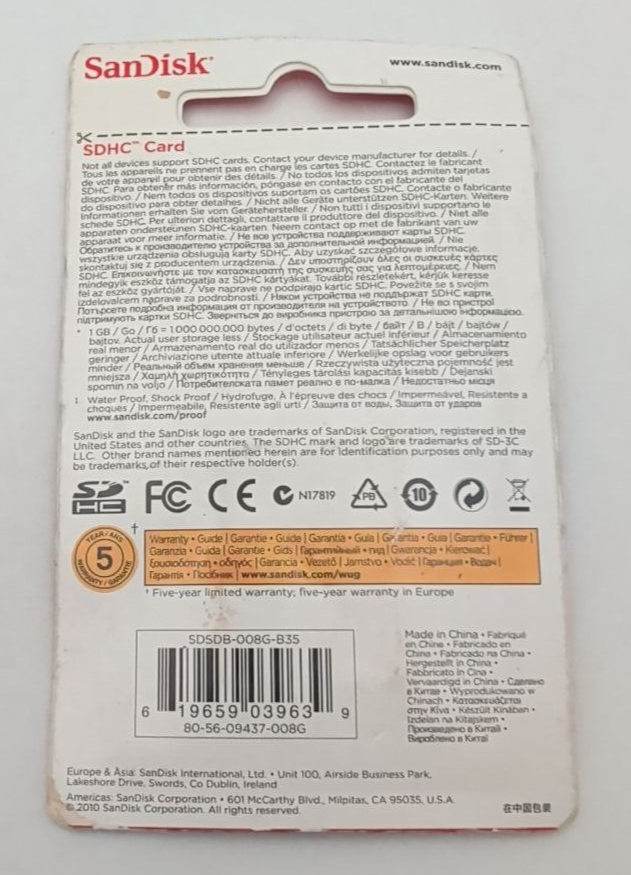 SanDisk
www.sandisk.com
SDHC™ Card
Not all devices support SDHC cards. Contact your device manufacturer for details. /
Tous les appareils ne prennent pas en charge les cartes SDHC. Contactez le fabricant
de votre appareil pour obtenir des détails. / No todos los dispositivos admiten tarjetas
SDHC. Para obtener más información, póngase en contacto con el fabricante del
dispositivo. / Nem todos os dispositivos suportam os cartões SDHC. Contacte o fabricante
do dispositivo para obter detalhes. / Nicht alle Geräte unterstützen SDHC-Karten. Weitere
Informationen erhalten Sie vom Gerätehersteller. / Non tutti i dispositivi supportano le
schede SDHC. Per ulteriori dettagli, contattare il produttore del dispositivo. / Niet alle
apparaten ondersteunen SDHC-kaarten. Neem contact op met de fabrikant van uw
apparaat voor meer informatie. / Не все устройства поддерживают карты SDHC.
Обратитесь к производителю устройства за дополнительной информацией. / Nie
wszystkie urządzenia obsługują karty SDHC. Aby uzyskać szczegółowe informacje,
skontaktuj się z producentem urządzenia. / Δεν υποστηρίζουν όλες οι συσκευές κάρτες
SDHC. Επικοινωνήστε με τον κατασκευαστή της συσκευής σας για λεπτομέρειες. / Nem
mindegyik eszköz támogatja az SDHC kártyákat. További részletekért, kérjük keresse
fel az eszköz gyártóját. / Vse naprave ne podpirajo kartic SDHC. Povežite se s svojim
izdelovalcem naprave za podrobnosti. / Някои устройства не поддържат SDHC карти.
Потърсете подробна информация от производителя на устройството. / Не всі пристрої
підтримують картки SDHC. Зверніться до виробника пристрою за детальною інформацією.
* 1 GB / Go / Гб = 1 000 000.000 bytes / d'octets / di byte / байт / B / bajt / bajtów /
bajtov. Actual user storage less / Stockage utilisateur actuel inférieur / Almacenamiento
real menor / Armazenamento real do utilizador menos / Tatsächlicher Speicherplatz
geringer / Archiviazione utente attuale inferiore / Werkelijke opslag voor gebruikers
minder / Реальный объем хранения меньше / Rzeczywista użyteczna pojemność jest
mniejsza / Χαμηλή χωρητικότητα / Tényleges tárolási kapacitás kisebb / Dejanski
spomin na voljo / Потребителската памет реално е по-малка / Недостатньо місця
‡ Water Proof, Shock Proof / Hydrofuge, À l'épreuve des chocs / Impermeável, Resistente a
choques / Impermeabile, Resistente agli urti / Защита от воды, Защита от ударов
www.sandisk.com/proof
SanDisk and the SanDisk logo are trademarks of SanDisk Corporation, registered in the
United States and other countries. The SDHC mark and logo are trademarks of SD-3C
LLC. Other brand names mentioned herein are for identification purposes only and may
be trademarks of their respective holder(s).
SD HC™ FC CE N17819 PB 10
YEAR/ANS 5 WARRANTY/GARANTIE †
Warranty • Guide | Garantie • Guide | Garantía • Guía | Garantia • Guia | Garantie • Führer |
Garanzia • Guida | Garantie • Gids | Гарантийный • гид | Gwarancja • Kierować |
Εξουσιοδότηση • οδηγός | Garancia • Vezető | Jamstvo • Vodič | Гаранция • Водач |
Гарантія • Посібник | www.sandisk.com/wug
† Five-year limited warranty; five-year warranty in Europe
SDSDB-008G-B35
6 19659 03963 9
80-56-09437-008G
Made in China • Fabriqué
en Chine • Fabricado en
China • Fabricado na China •
Hergestellt in China •
Fabbricato in Cina •
Vervaardigd in China • Сделано
в Китае • Wyprodukowano w
Chinach • Κατασκευάζεται
στην Κίνα • Készült Kínában •
Izdelan na Kitajskem •
Произведено в Китай •
Вироблено в Китаї
Europe & Asia: SanDisk International, Ltd. • Unit 100, Airside Business Park,
Lakeshore Drive, Swords, Co Dublin, Ireland
Americas: SanDisk Corporation • 601 McCarthy Blvd., Milpitas, CA 95035, U.S.A.
© 2010 SanDisk Corporation. All rights reserved.
在中国包装